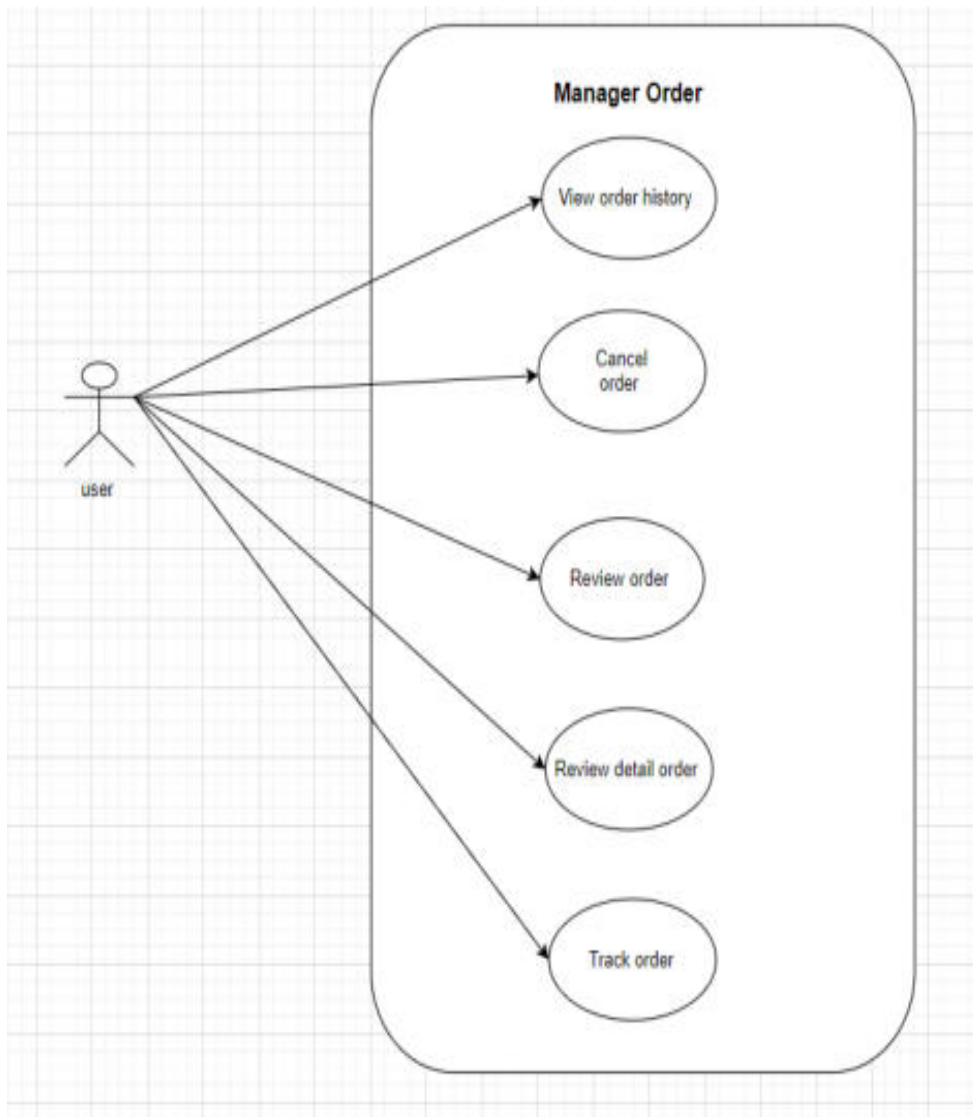 Manager Order
View order history
Cancel
order
user
Review order
Review detail order
Track order